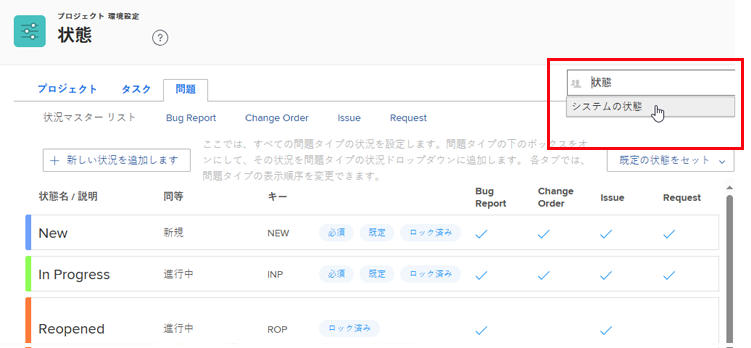 プロジェクト 環境設定
状態
?
状態
システムの状態
プロジェクト タスク 問題
状況マスター リスト Bug Report Change Order Issue Request
+ 新しい状況を追加します
ここでは、すべての問題タイプの状況を設定します。問題タイプの下のボックスをオ
ンにして、その状況を問題タイプの状況ドロップダウンに追加します。 各タブでは、
問題タイプの表示順序を変更できます。
既定の状態をセット
状態名 / 説明 同等 キー Bug Report Change Order Issue Request
New 新規 NEW 必須 既定 ロック済み
In Progress 進行中 INP 必須 既定 ロック済み
Reopened 進行中 ROP ロック済み